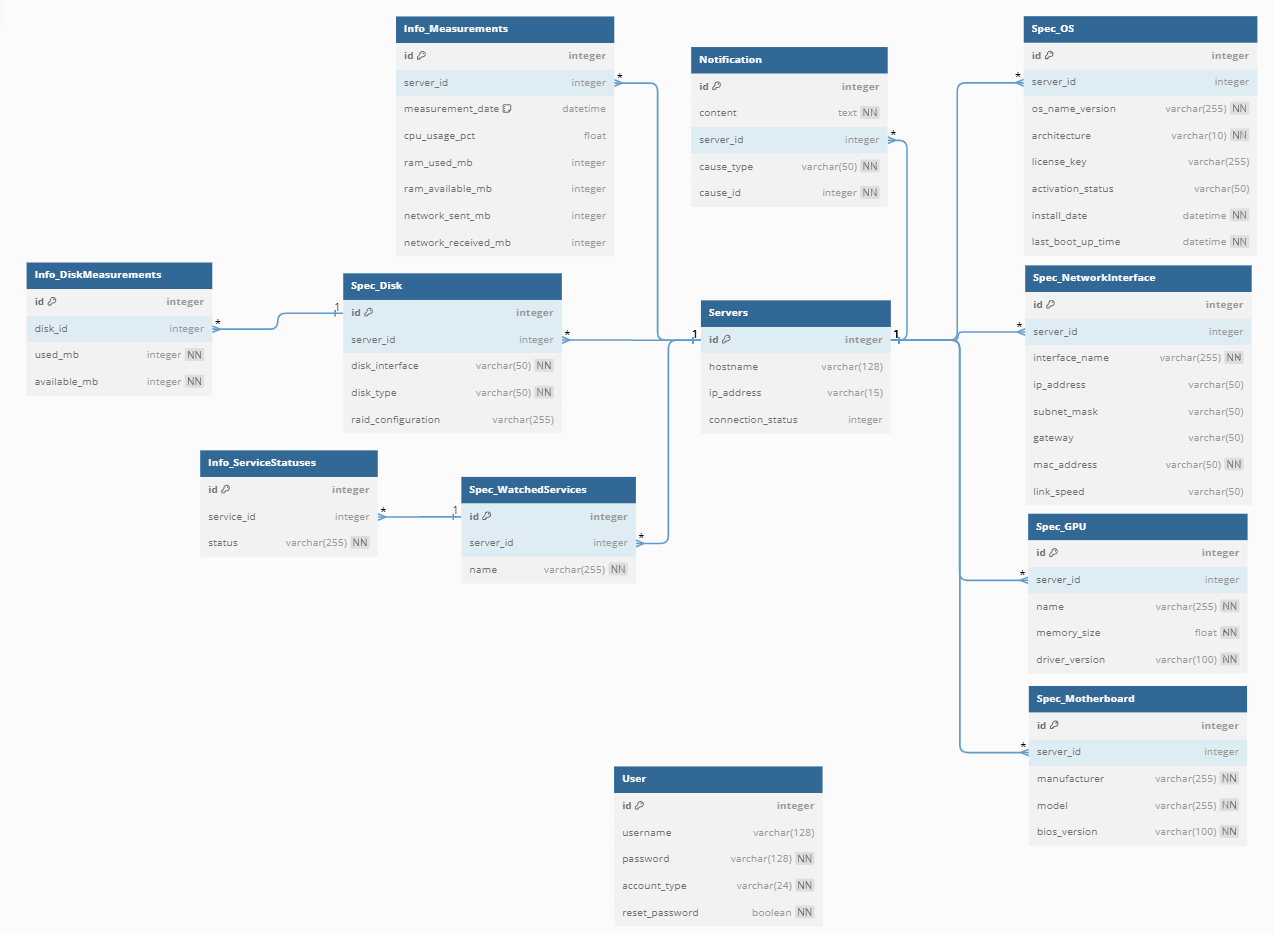 Info_Measurements
id integer
server_id integer
measurement_date datetime
cpu_usage_pct float
ram_used_mb integer
ram_available_mb integer
network_sent_mb integer
network_received_mb integer
*
Notification
id integer
content text NN
server_id integer
cause_type varchar(50) NN
cause_id integer NN
*
Spec_OS
id integer
* server_id integer
os_name_version varchar(255) NN
architecture varchar(10) NN
license_key varchar(255)
activation_status varchar(50)
install_date datetime NN
last_boot_up_time datetime NN
Info_DiskMeasurements
id integer
disk_id integer *
used_mb integer NN
available_mb integer NN
Spec_Disk
1 id integer
server_id integer *
disk_interface varchar(50) NN
disk_type varchar(50) NN
raid_configuration varchar(255)
Servers
1 id integer 1
hostname varchar(128)
ip_address varchar(15)
connection_status integer
Spec_NetworkInterface
id integer
* server_id integer
interface_name varchar(255) NN
ip_address varchar(50)
subnet_mask varchar(50)
gateway varchar(50)
mac_address varchar(50) NN
link_speed varchar(50)
Info_ServiceStatuses
id integer
service_id integer *
status varchar(255) NN
Spec_WatchedServices
1 id integer
server_id integer *
name varchar(255) NN
Spec_GPU
id integer
* server_id integer
name varchar(255) NN
memory_size float NN
driver_version varchar(100) NN
Spec_Motherboard
id integer
* server_id integer
manufacturer varchar(255) NN
model varchar(255) NN
bios_version varchar(100) NN
User
id integer
username varchar(128)
password varchar(128) NN
account_type varchar(24) NN
reset_password boolean NN